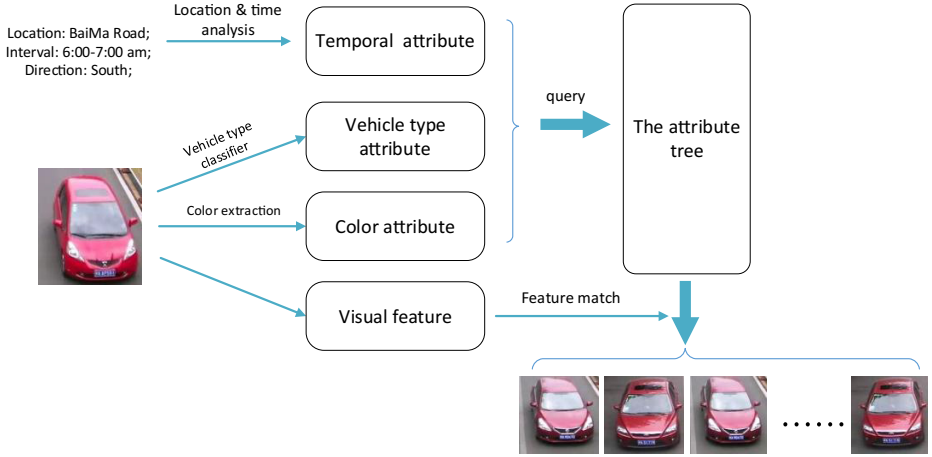 Location & time
analysis
Location: BaiMa Road;
Interval: 6:00-7:00 am;
Direction: South;
Temporal attribute
Vehicle type
classifier
Vehicle type
attribute
query
The attribute
tree
Color extraction
Color attribute
Visual feature
Feature match
......